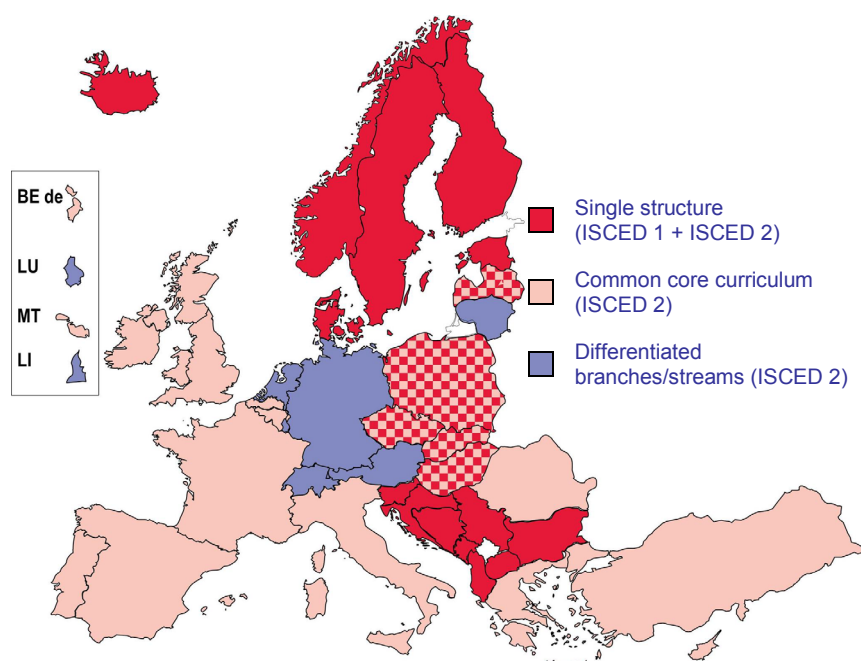 BE de
LU
MT
LI
Single structure
(ISCED 1 + ISCED 2)
Common core curriculum
(ISCED 2)
Differentiated
branches/streams (ISCED 2)